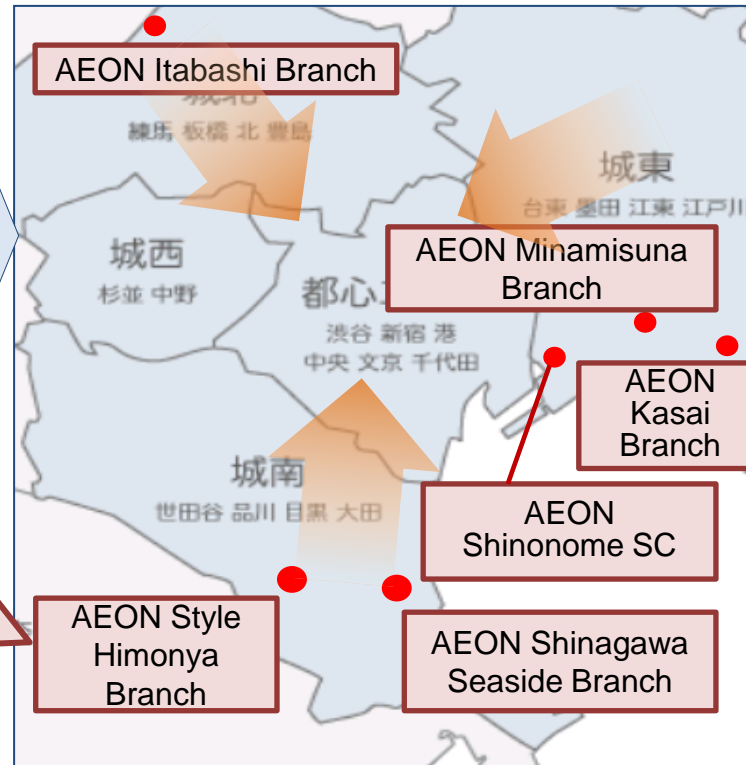 AEON Itabashi Branch
城北
練馬 板橋 北 豊島
城東
台東 墨田 江東 江戸川
AEON Minamisuna
Branch
城西
杉並 中野
都心
渋谷 新宿 港
中央 文京 千代田
AEON
Kasai
Branch
城南
世田谷 品川 目黒 大田
AEON
Shinonome SC
AEON Style
Himonya
Branch
AEON Shinagawa
Seaside Branch